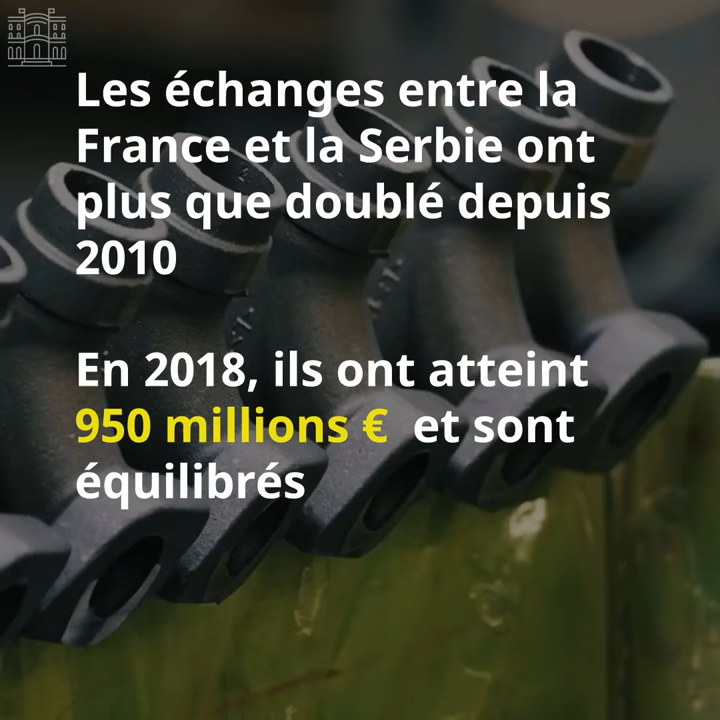 Les échanges entre la
France et la Serbie ont
plus que doublé depuis
2010
En 2018, ils ont atteint
950 millions € et sont
équilibrés